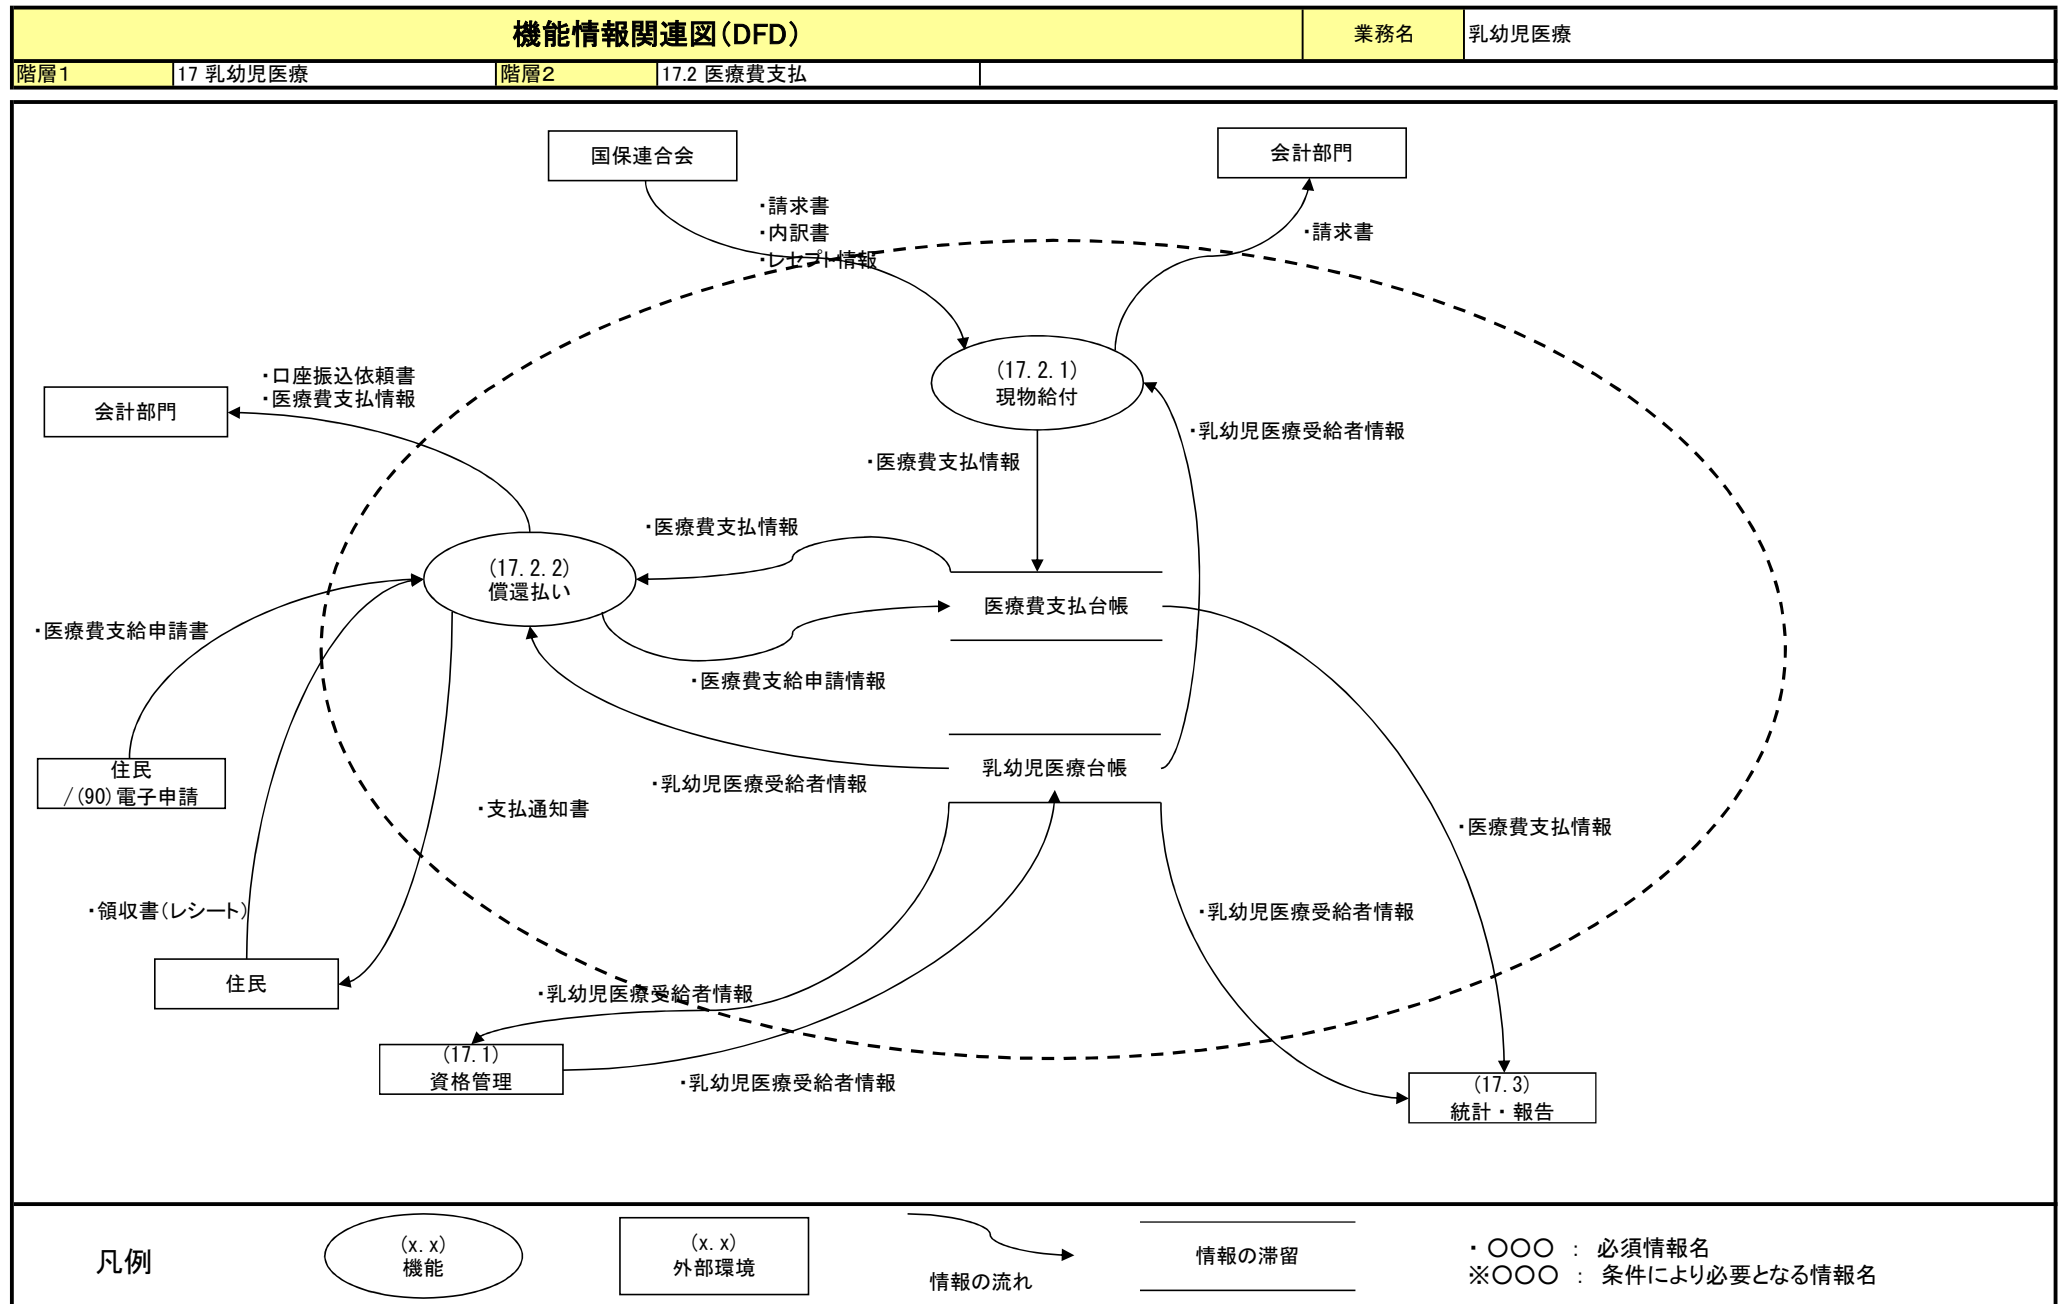 機能情報関連図(DFD)
業務名
乳幼児医療
階層1
17 乳幼児医療
階層2
17.2 医療費支払
国保連合会
会計部門
・請求書
・内訳書
・レセプト情報
・請求書
(17.2.1)
現物給付
・口座振込依頼書
・医療費支払情報
会計部門
・乳幼児医療受給者情報
・医療費支払情報
・医療費支払情報
(17.2.2)
償還払い
医療費支払台帳
・医療費支給申請書
・医療費支給申請情報
住民
/(90)電子申請
乳幼児医療台帳
・乳幼児医療受給者情報
・支払通知書
・医療費支払情報
・領収書(レシート)
・乳幼児医療受給者情報
住民
・乳幼児医療受給者情報
(17.1)
資格管理
・乳幼児医療受給者情報
(17.3)
統計・報告
凡例
(x.x)
機能
(x.x)
外部環境
情報の流れ
情報の滞留
・ 〇〇〇 : 必須情報名
※〇〇〇 : 条件により必要となる情報名